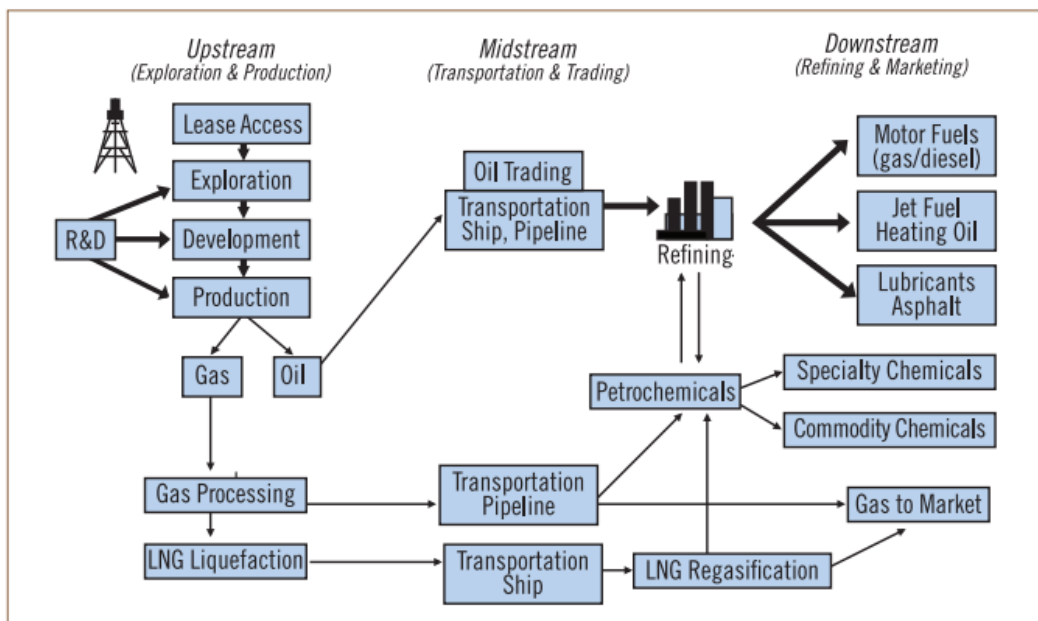 Upstream
(Exploration & Production)
Midstream
(Transportation & Trading)
Downstream
(Refining & Marketing)
Lease Access
Exploration
R&D
Development
Production
Gas
Oil
Oil Trading
Transportation
Ship, Pipeline
Refining
Motor Fuels
(gas/diesel)
Jet Fuel
Heating Oil
Lubricants
Asphalt
Petrochemicals
Specialty Chemicals
Commodity Chemicals
Gas Processing
Transportation
Pipeline
Gas to Market
LNG Liquefaction
Transportation
Ship
LNG Regasification